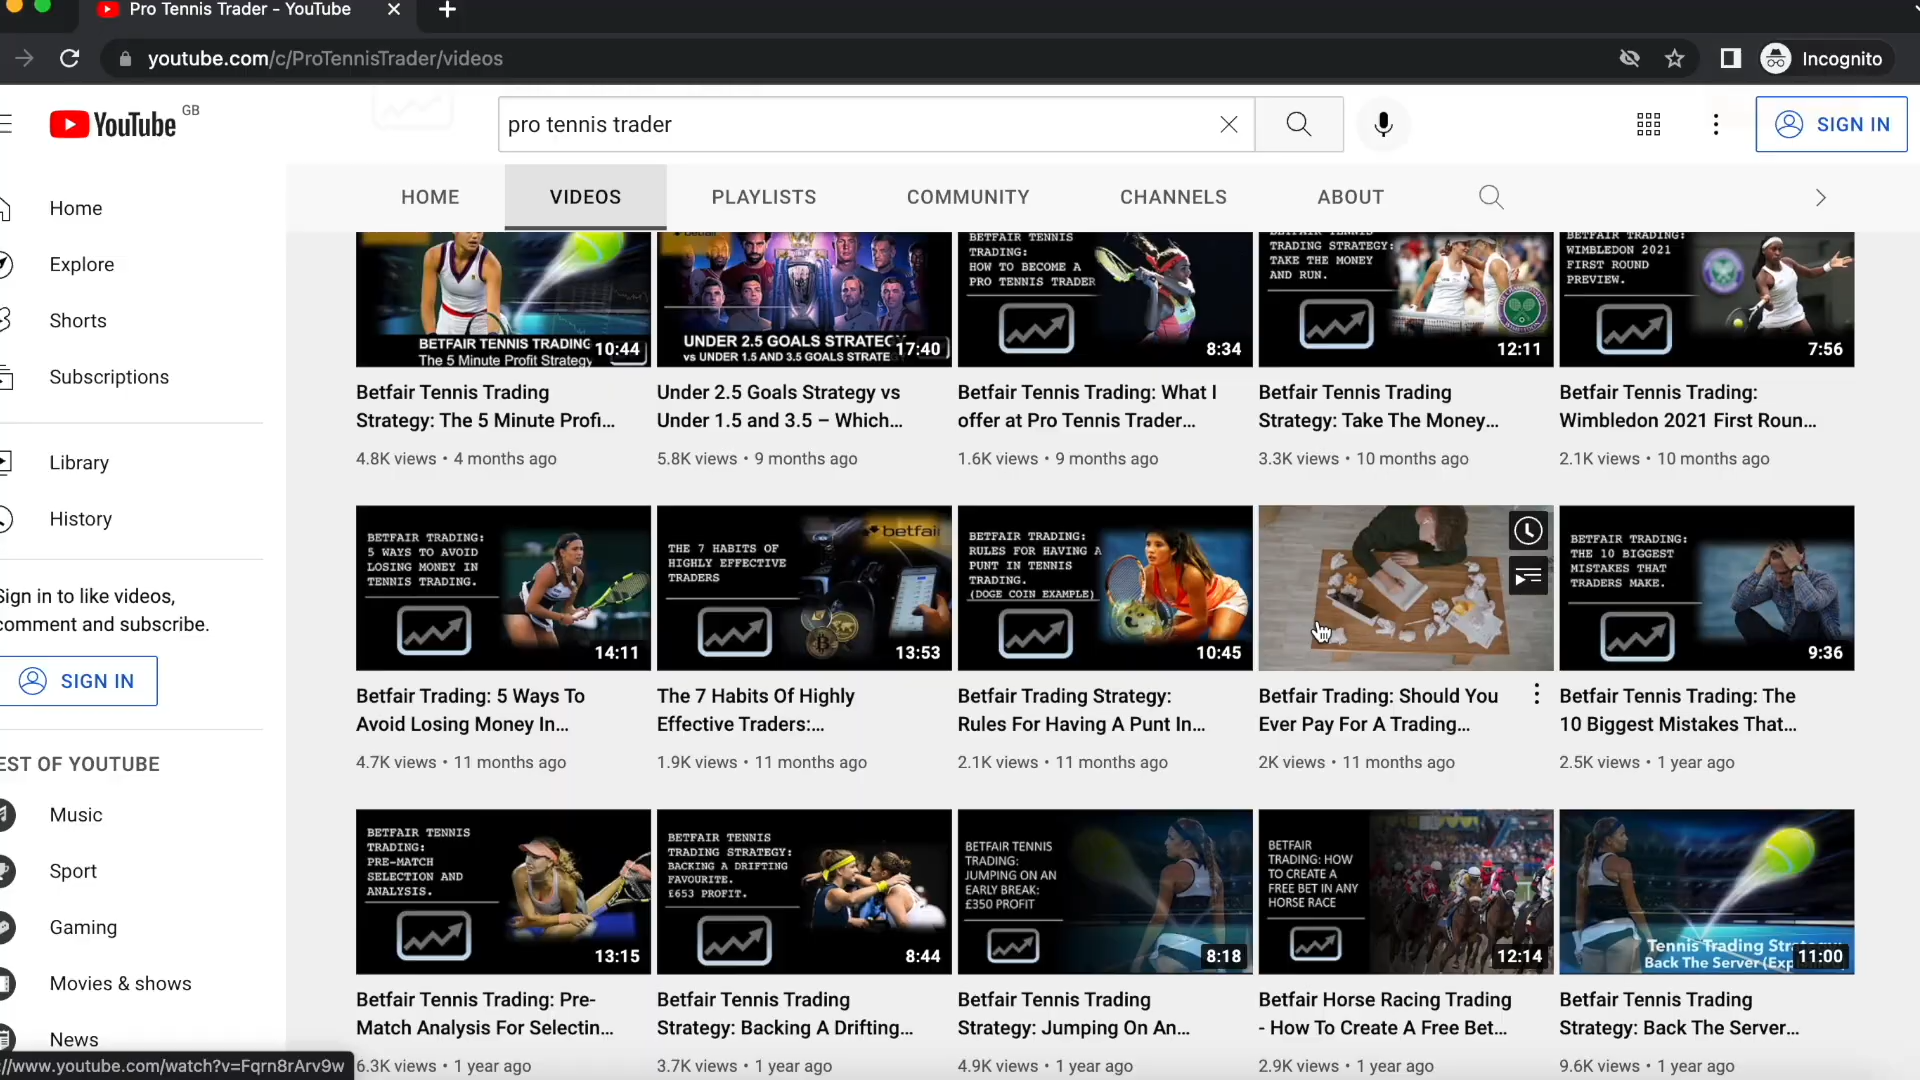 Pro Tennis Trader - YouTube
youtube.com/c/ProTennisTrader/videos
Incognito
YouTube GB
pro tennis trader
SIGN IN
HOME
VIDEOS
PLAYLISTS
COMMUNITY
CHANNELS
ABOUT
Home
Explore
Shorts
Subscriptions
Library
History
Sign in to like videos,
comment and subscribe.
SIGN IN
EST OF YOUTUBE
Music
Sport
Gaming
Movies & shows
News
//www.youtube.com/watch?v=Fqrn8rArv9w
BETFAIR TENNIS TRADING
The 5 Minute Profit Strategy
10:44
Betfair Tennis Trading
Strategy: The 5 Minute Profi...
4.8K views • 4 months ago
UNDER 2.5 GOALS STRATEGY
vs UNDER 1.5 AND 3.5 GOALS STRATE
17:40
Under 2.5 Goals Strategy vs
Under 1.5 and 3.5 – Which...
5.8K views • 9 months ago
BETFAIR TENNIS
TRADING:
HOW TO BECOME A
PRO TENNIS TRADER
8:34
Betfair Tennis Trading: What I
offer at Pro Tennis Trader...
1.6K views • 9 months ago
BETFAIR TENNIS
TRADING STRATEGY:
TAKE THE MONEY
AND RUN.
12:11
Betfair Tennis Trading
Strategy: Take The Money...
3.3K views • 10 months ago
BETFAIR TRADING:
WIMBLEDON 2021
FIRST ROUND
PREVIEW.
7:56
Betfair Tennis Trading:
Wimbledon 2021 First Roun...
2.1K views • 10 months ago
BETFAIR TRADING:
5 WAYS TO AVOID
LOSING MONEY IN
TENNIS TRADING.
14:11
Betfair Trading: 5 Ways To
Avoid Losing Money In...
4.7K views • 11 months ago
THE 7 HABITS OF
HIGHLY EFFECTIVE
TRADERS
betfair
13:53
The 7 Habits Of Highly
Effective Traders:...
1.9K views • 11 months ago
BETFAIR TRADING:
RULES FOR HAVING A
PUNT IN TENNIS
TRADING.
(DOGE COIN EXAMPLE)
10:45
Betfair Trading Strategy:
Rules For Having A Punt In...
2.1K views • 11 months ago
Betfair Trading: Should You
Ever Pay For A Trading...
2K views • 11 months ago
BETFAIR TRADING:
THE 10 BIGGEST
MISTAKES THAT
TRADERS MAKE.
9:36
Betfair Tennis Trading: The
10 Biggest Mistakes That...
2.5K views • 1 year ago
BETFAIR TENNIS
TRADING:
PRE-MATCH
SELECTION AND
ANALYSIS.
13:15
Betfair Tennis Trading: Pre-
Match Analysis For Selectin...
6.3K views • 1 year ago
BETFAIR TENNIS
TRADING STRATEGY:
BACKING A DRIFTING
FAVOURITE.
£653 PROFIT.
8:44
Betfair Tennis Trading
Strategy: Backing A Drifting...
3.7K views • 1 year ago
BETFAIR TENNIS
TRADING:
JUMPING ON AN
EARLY BREAK:
£350 PROFIT
8:18
Betfair Tennis Trading
Strategy: Jumping On An...
4.9K views • 1 year ago
BETFAIR
TRADING: HOW
TO CREATE A
FREE BET IN ANY
HORSE RACE
12:14
Betfair Horse Racing Trading
- How To Create A Free Bet...
2.9K views • 1 year ago
Tennis Trading Strategy:
Back The Server (Exp
11:00
Betfair Tennis Trading
Strategy: Back The Server...
9.6K views • 1 year ago